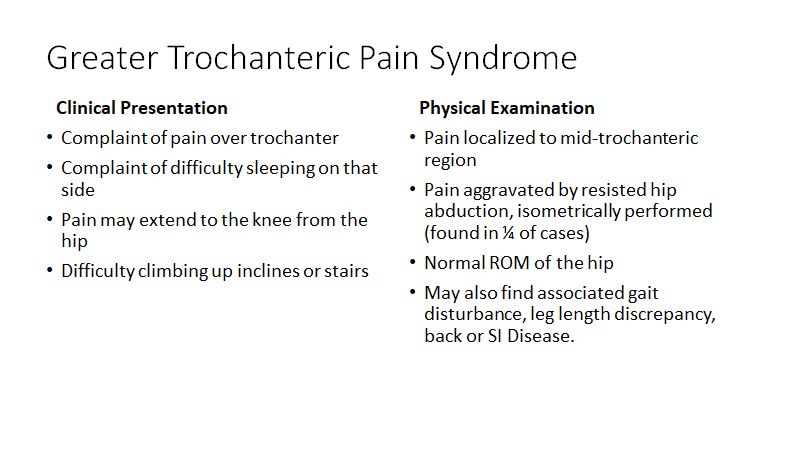 Greater Trochanteric Pain Syndrome
Clinical Presentation
• Complaint of pain over trochanter
• Complaint of difficulty sleeping on that
side
• Pain may extend to the knee from the
hip
• Difficulty climbing up inclines or stairs
Physical Examination
• Pain localized to mid-trochanteric
region
• Pain aggravated by resisted hip
abduction, isometrically performed
(found in ¼ of cases)
• Normal ROM of the hip
• May also find associated gait
disturbance, leg length discrepancy,
back or SI Disease.